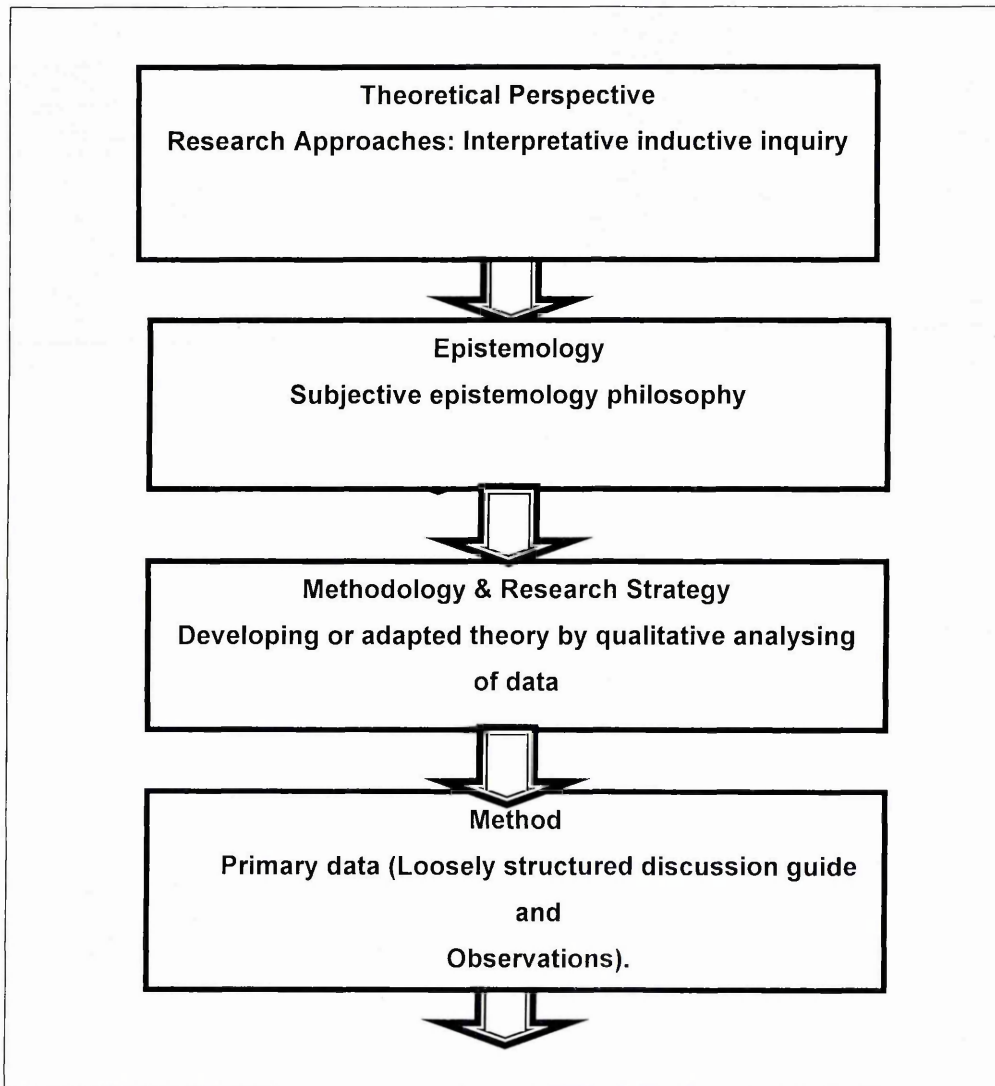 Theoretical Perspective
Research Approaches: Interpretative inductive inquiry
Epistemology
Subjective epistemology philosophy
Methodology & Research Strategy
Developing or adapted theory by qualitative analysing
of data
Method
Primary data (Loosely structured discussion guide
and
Observations).